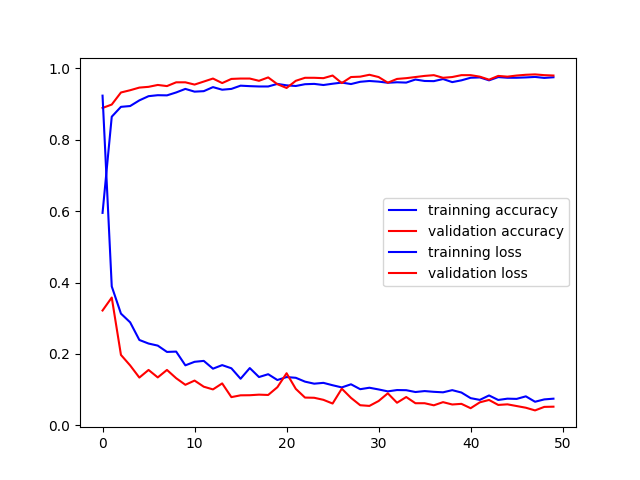 1.0
0.8
0.6
0.4
0.2
0.0
trainning accuracy
validation accuracy
trainning loss
validation loss
0 10 20 30 40 50